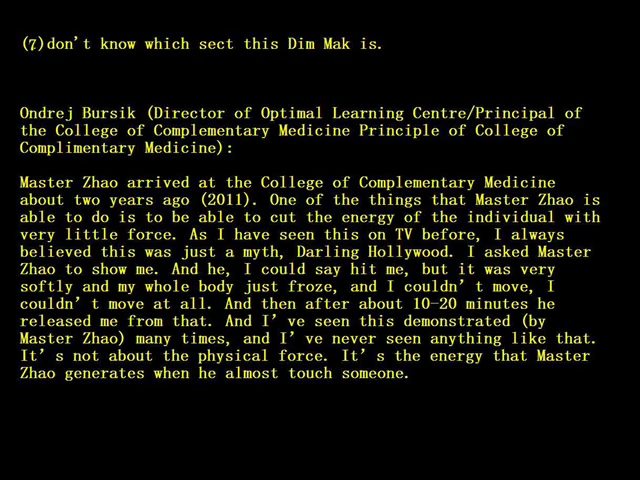 (7)don't know which sect this Dim Mak is.
Ondrej Bursik (Director of Optimal Learning Centre/Principal of
the College of Complementary Medicine Principle of College of
Complimentary Medicine):
Master Zhao arrived at the College of Complementary Medicine
about two years ago (2011). One of the things that Master Zhao is
able to do is to be able to cut the energy of the individual with
very little force. As I have seen this on TV before, I always
believed this was just a myth, Darling Hollywood. I asked Master
Zhao to show me. And he, I could say hit me, but it was very
softly and my whole body just froze, and I couldn’t move, I
couldn’t move at all. And then after about 10-20 minutes he
released me from that. And I’ve seen this demonstrated (by
Master Zhao) many times, and I’ve never seen anything like that.
It’s not about the physical force. It’s the energy that Master
Zhao generates when he almost touch someone.